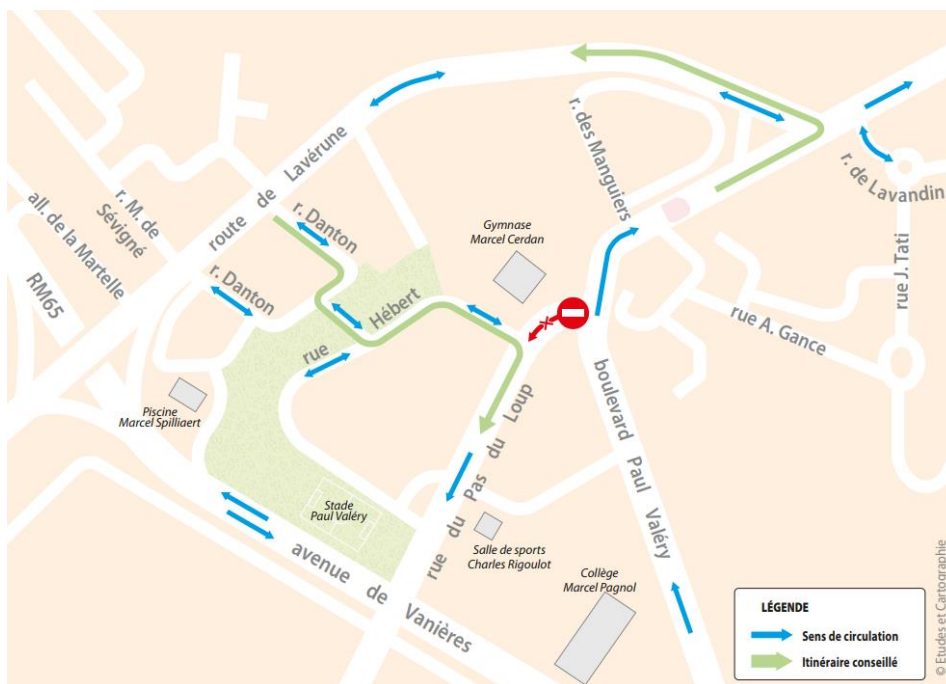 r. des Manguiers
route de Lavérune
r. de Lavandin
r. M. de
Sévigné
r. Danton
all. de la Martelle
RM65
Gymnase
Marcel Cerdan
r. Danton
rue J. Tati
rue Hébert
rue A. Gance
Piscine
Marcel Spilliaert
boulevard Paul Valéry
rue du Pas du Loup
Stade
Paul Valéry
avenue de Vanières
Salle de sports
Charles Rigoulot
Collège
Marcel Pagnol
LÉGENDE
Sens de circulation
Itinéraire conseillé
© Etudes et Cartographie